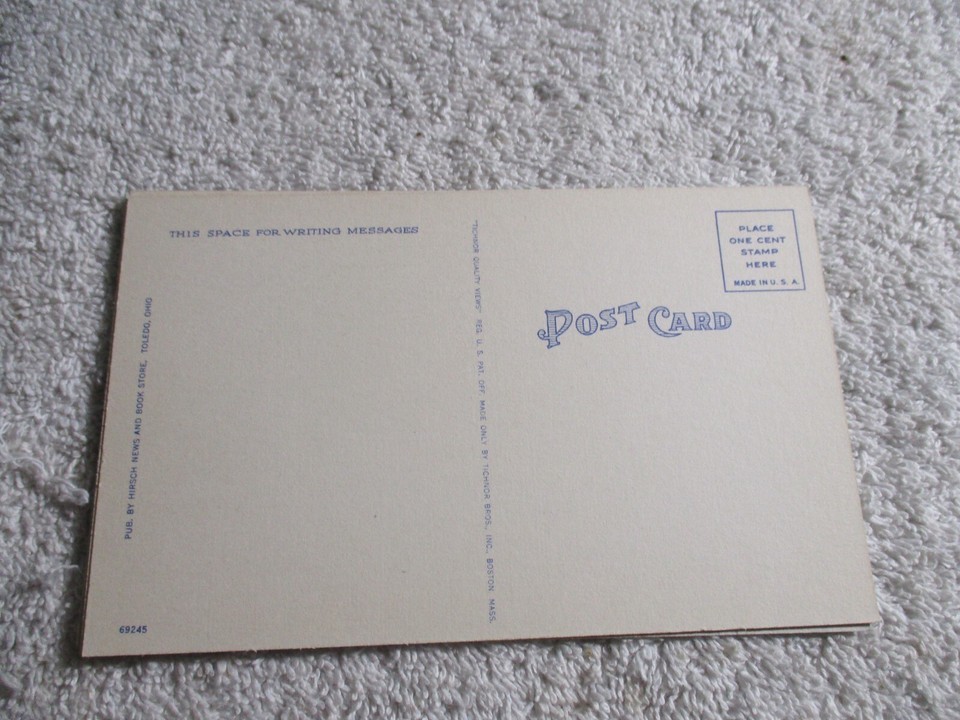 THIS SPACE FOR WRITING MESSAGES
PUB. BY HIRSCH NEWS AND BOOK STORE, TOLEDO, OHIO
69245
"TICHNOR QUALITY VIEWS" REG. U. S. PAT. OFF. MADE ONLY BY TICHNOR BROS., INC., BOSTON, MASS.
POST CARD
PLACE
ONE CENT
STAMP
HERE
MADE IN U. S. A.